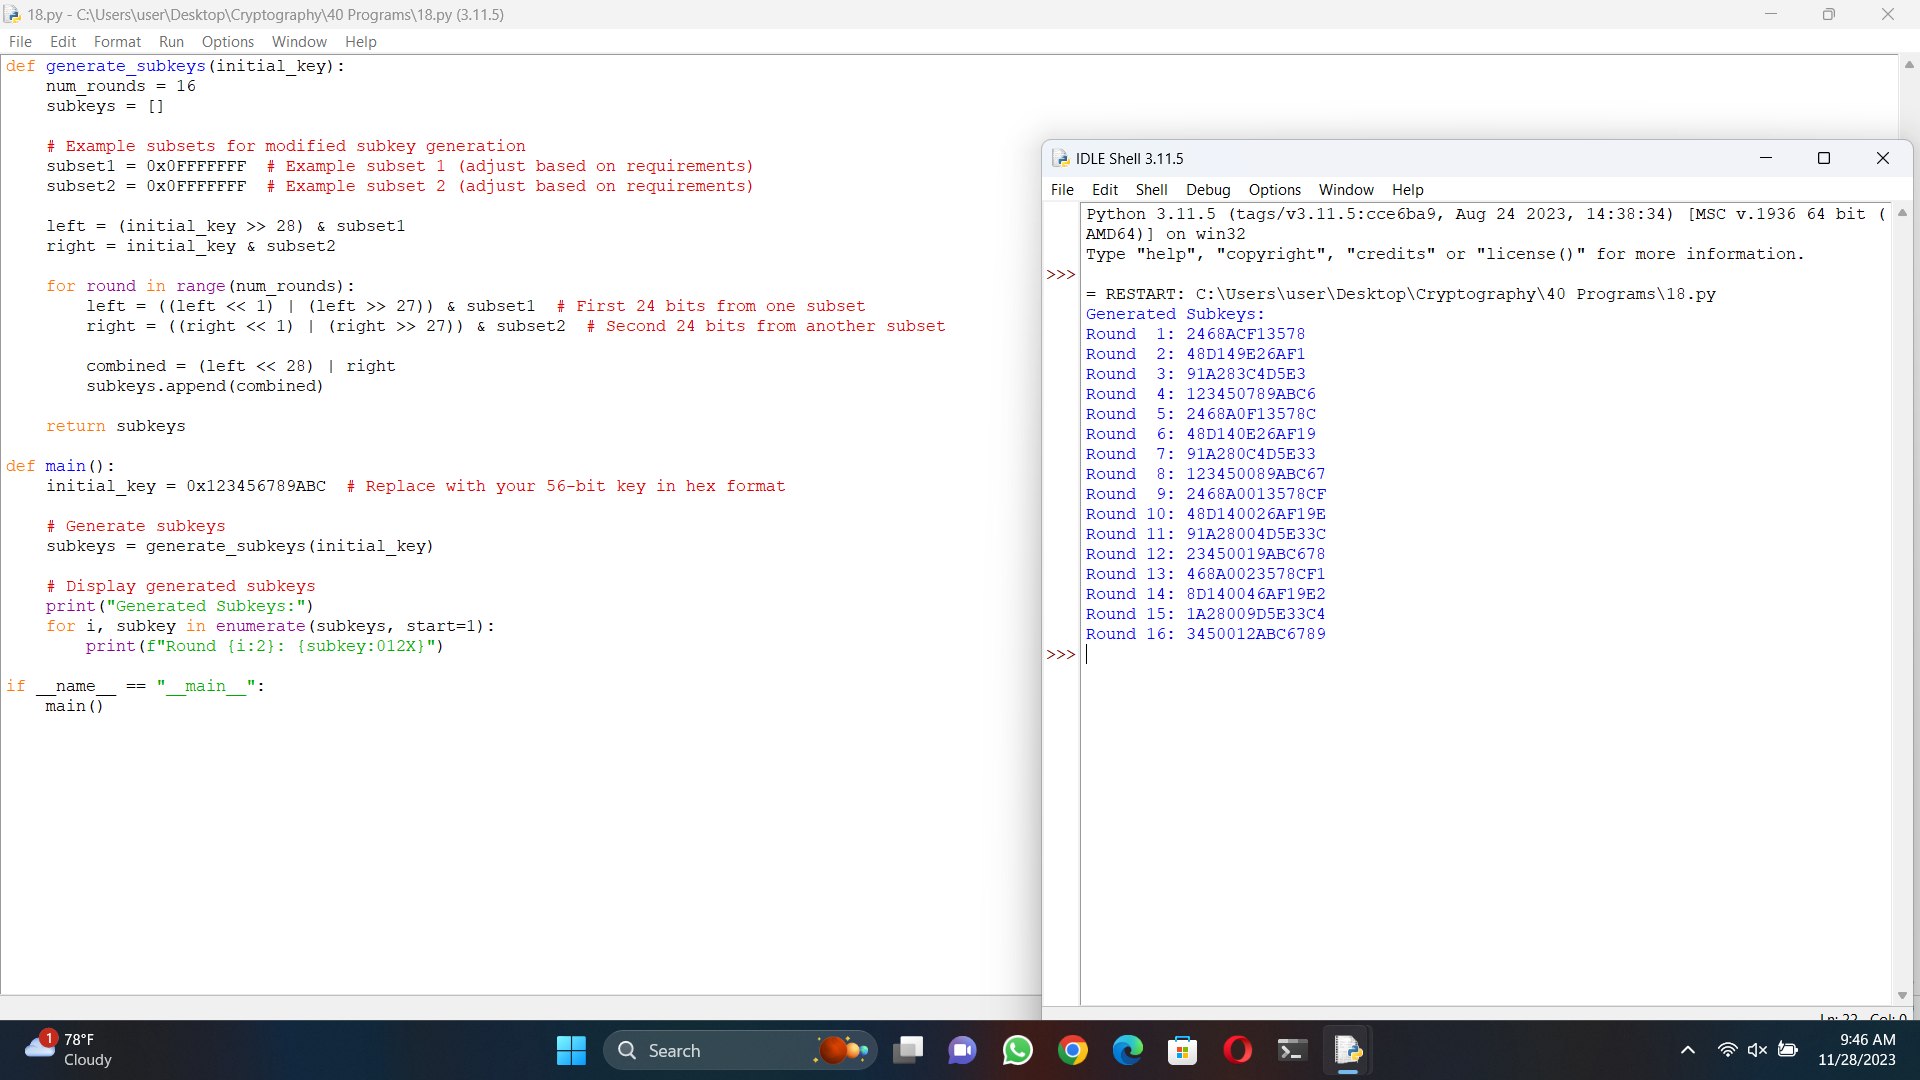 18.py - C:\Users\user\Desktop\Cryptography\40 Programs\18.py (3.11.5)
File Edit Format Run Options Window Help
def generate_subkeys(initial_key):
    num_rounds = 16
    subkeys = []

    # Example subsets for modified subkey generation
    subset1 = 0x0FFFFFFF  # Example subset 1 (adjust based on requirements)
    subset2 = 0x0FFFFFFF  # Example subset 2 (adjust based on requirements)

    left = (initial_key >> 28) & subset1
    right = initial_key & subset2

    for round in range(num_rounds):
        left = ((left << 1) | (left >> 27)) & subset1  # First 24 bits from one subset
        right = ((right << 1) | (right >> 27)) & subset2  # Second 24 bits from another subset

        combined = (left << 28) | right
        subkeys.append(combined)

    return subkeys

def main():
    initial_key = 0x123456789ABC  # Replace with your 56-bit key in hex format

    # Generate subkeys
    subkeys = generate_subkeys(initial_key)

    # Display generated subkeys
    print("Generated Subkeys:")
    for i, subkey in enumerate(subkeys, start=1):
        print(f"Round {i:2}: {subkey:012X}")

if __name__ == "__main__":
    main()
IDLE Shell 3.11.5
File Edit Shell Debug Options Window Help
Python 3.11.5 (tags/v3.11.5:cce6ba9, Aug 24 2023, 14:38:34) [MSC v.1936 64 bit (
AMD64)] on win32
Type "help", "copyright", "credits" or "license()" for more information.
>>>
= RESTART: C:\Users\user\Desktop\Cryptography\40 Programs\18.py
Generated Subkeys:
Round  1: 2468ACF13578
Round  2: 48D149E26AF1
Round  3: 91A283C4D5E3
Round  4: 123450789ABC6
Round  5: 2468A0F13578C
Round  6: 48D140E26AF19
Round  7: 91A280C4D5E33
Round  8: 123450089ABC67
Round  9: 2468A0013578CF
Round 10: 48D140026AF19E
Round 11: 91A28004D5E33C
Round 12: 23450019ABC678
Round 13: 468A0023578CF1
Round 14: 8D140046AF19E2
Round 15: 1A28009D5E33C4
Round 16: 3450012ABC6789
>>>
Ln: 22 Col: 0
1
78°F
Cloudy
Search
9:46 AM
11/28/2023